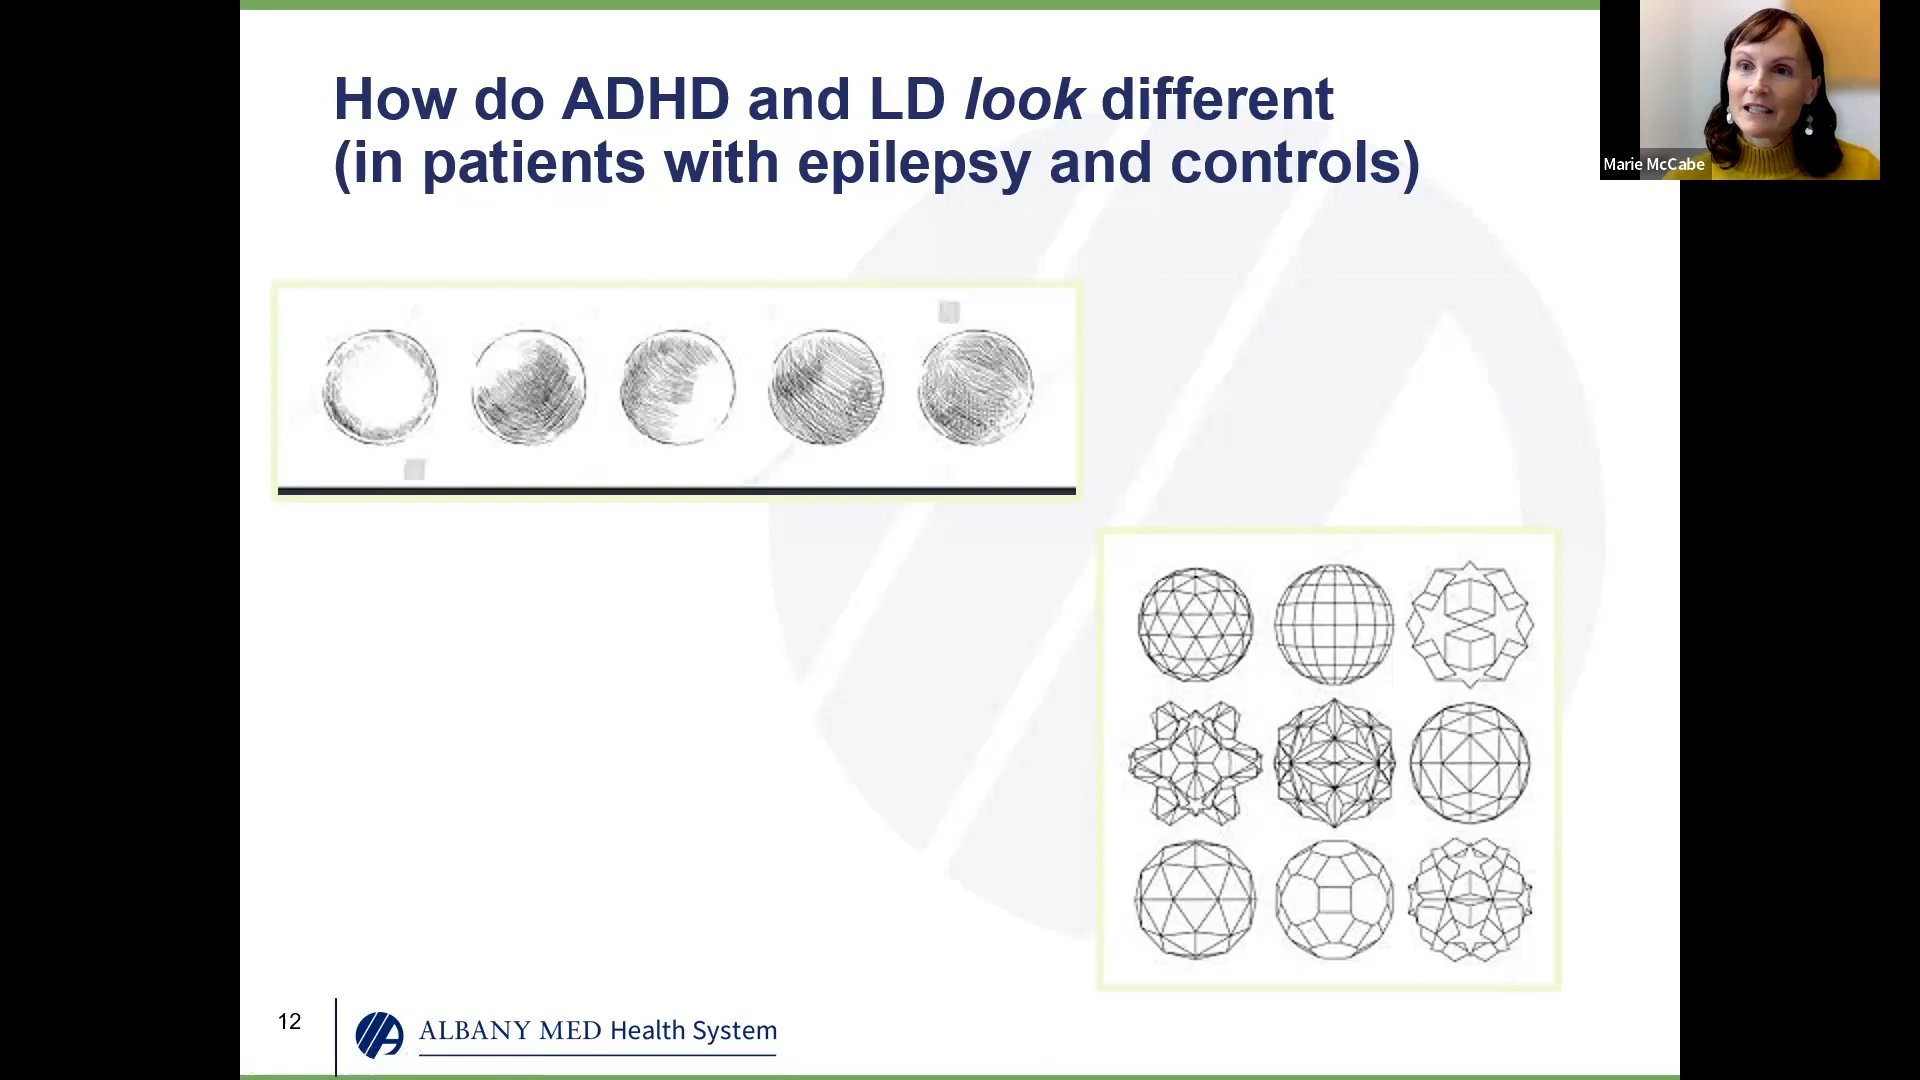 How do ADHD and LD look different
(in patients with epilepsy and controls)
Marie McCabe
12
ALBANY MED Health System